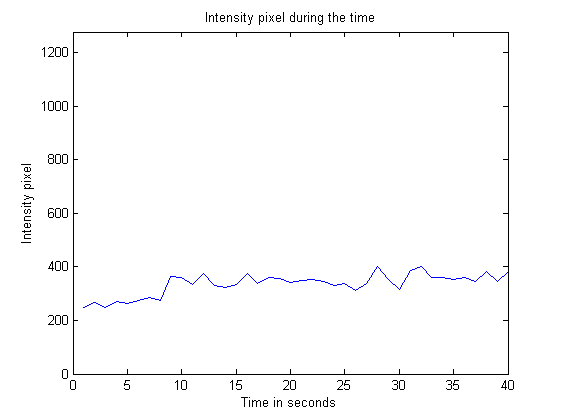 Intensity pixel during the time
1200
1000
800
600
400
200
0
Intensity pixel
0 5 10 15 20 25 30 35 40
Time in seconds